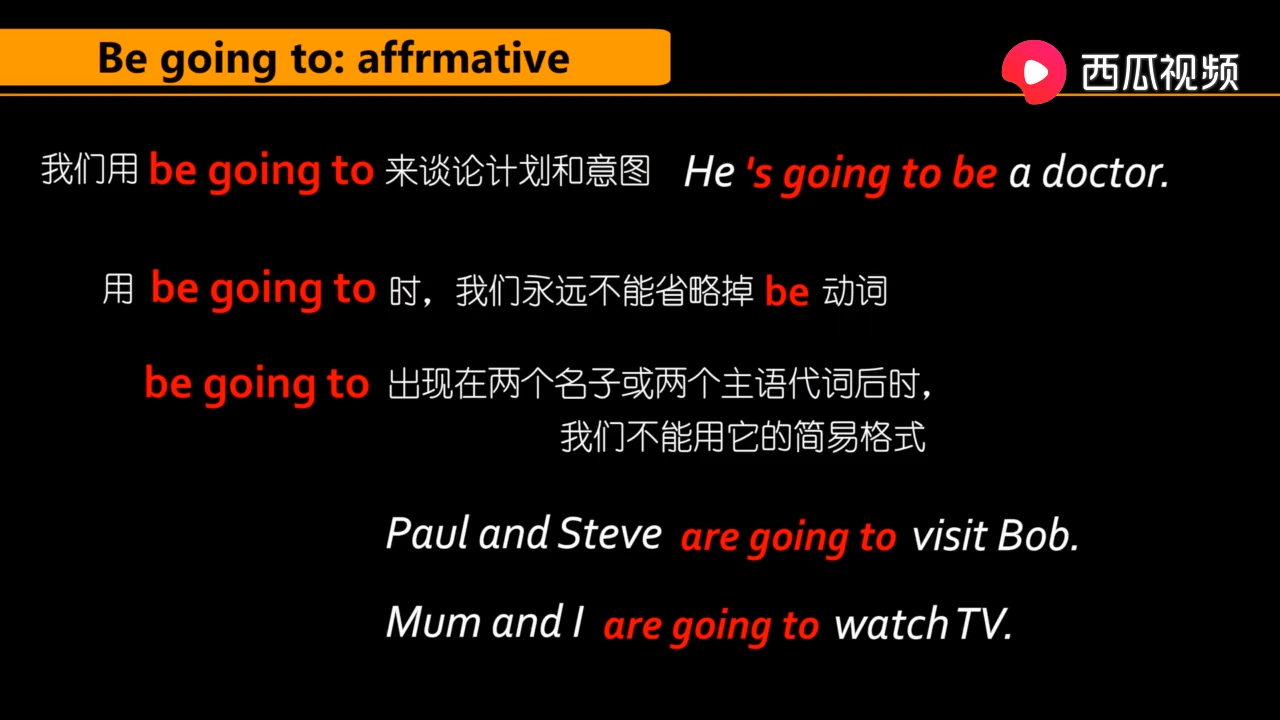 Be going to: affrmative
西瓜视频
我们用 be going to 来谈论计划和意图 He 's going to be a doctor.
用 be going to 时，我们永远不能省略掉 be 动词
be going to 出现在两个名子或两个主语代词后时，
我们不能用它的简易格式
Paul and Steve are going to visit Bob.
Mum and I are going to watch TV.